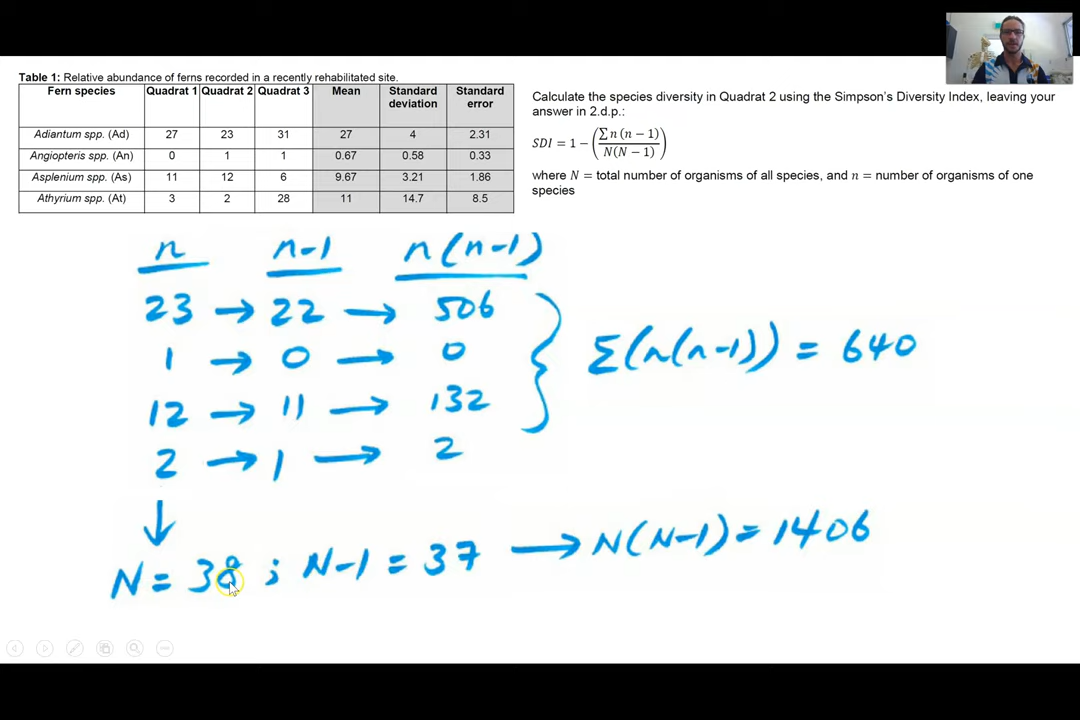 Table 1: Relative abundance of ferns recorded in a recently rehabilitated site.
Fern species Quadrat 1 Quadrat 2 Quadrat 3 Mean Standard deviation Standard error
Adiantum spp. (Ad) 27 23 31 27 4 2.31
Angiopteris spp. (An) 0 1 1 0.67 0.58 0.33
Asplenium spp. (As) 11 12 6 9.67 3.21 1.86
Athyrium spp. (At) 3 2 28 11 14.7 8.5
Calculate the species diversity in Quadrat 2 using the Simpson's Diversity Index, leaving your
answer in 2.d.p.:
SDI = 1 − (∑n (n − 1) / N(N − 1))
where N = total number of organisms of all species, and n = number of organisms of one
species
n n-1 n(n-1)
23 → 22 → 506
1 → 0 → 0
12 → 11 → 132
2 → 1 → 2
Σ(n(n-1)) = 640
↓
N = 38 ; N-1 = 37 → N(N-1) = 1406